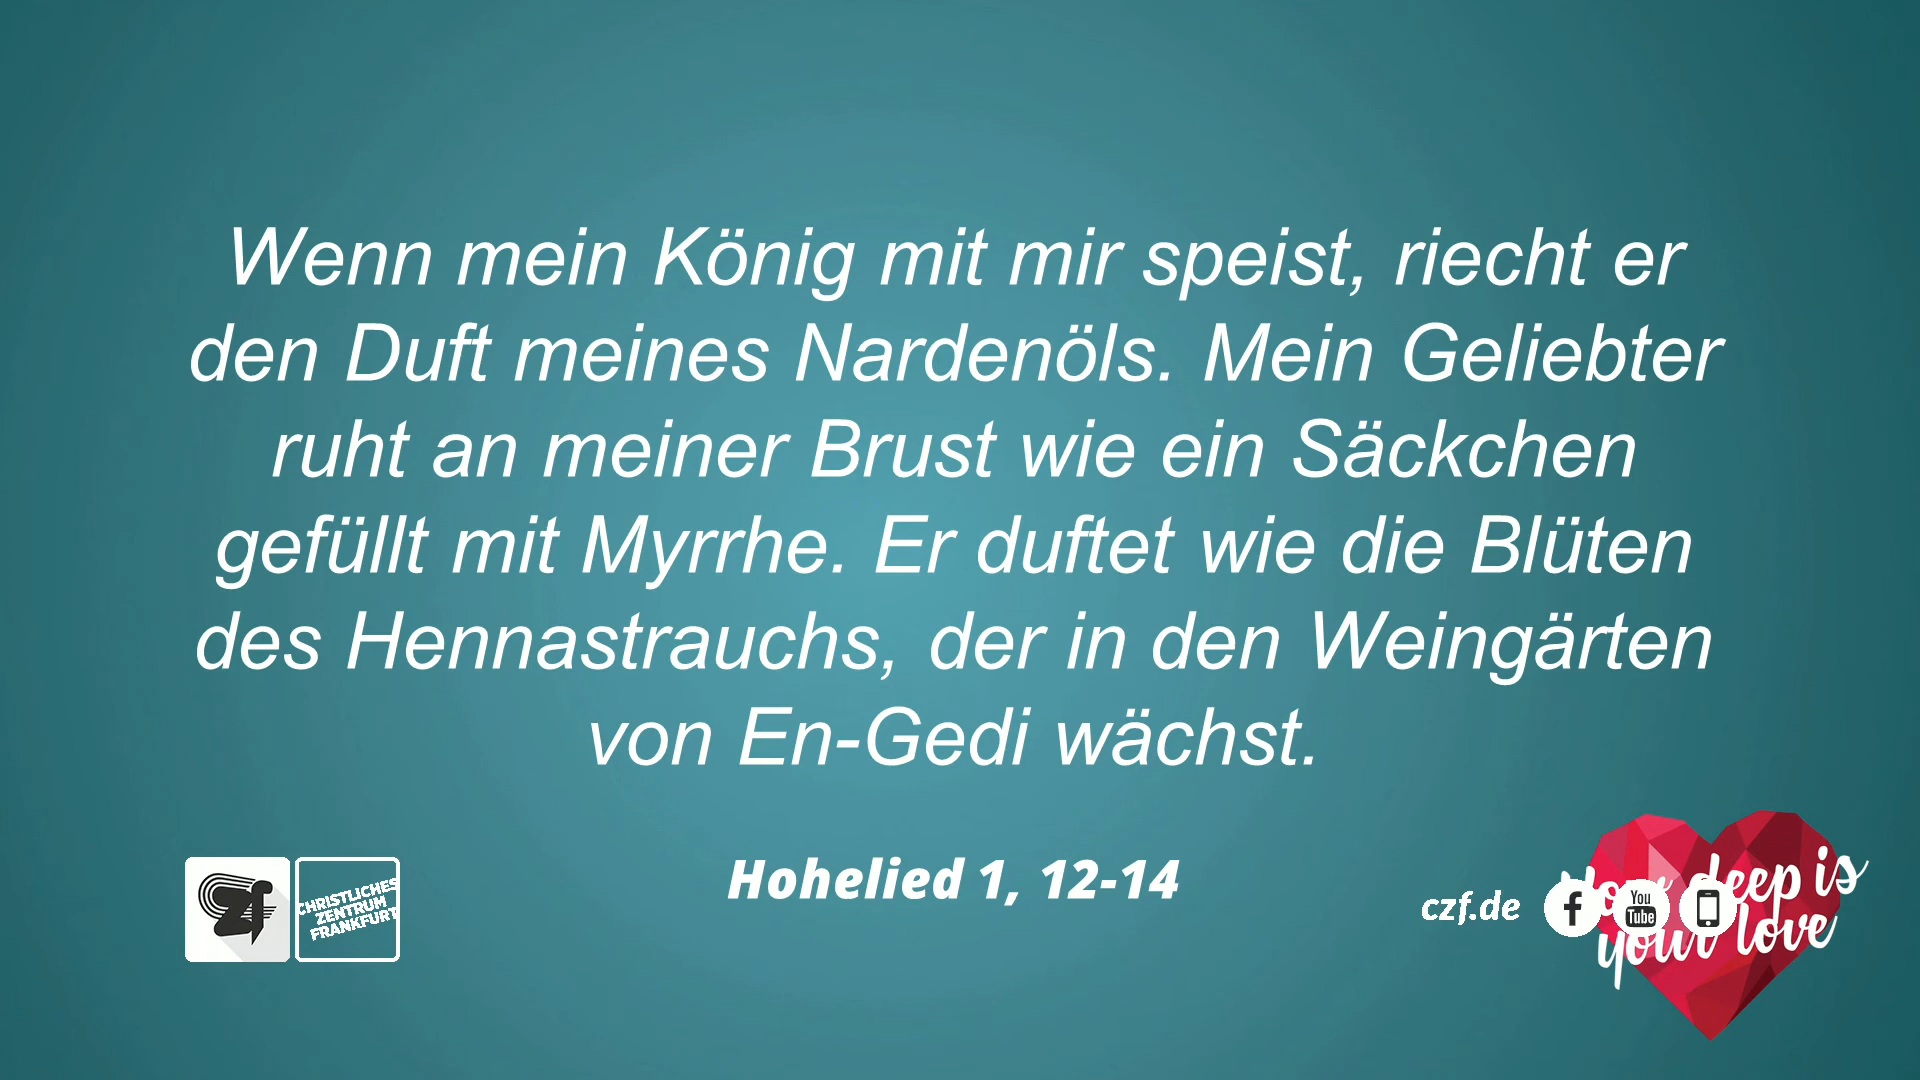 Wenn mein König mit mir speist, riecht er
den Duft meines Nardenöls. Mein Geliebter
ruht an meiner Brust wie ein Säckchen
gefüllt mit Myrrhe. Er duftet wie die Blüten
des Hennastrauchs, der in den Weingärten
von En-Gedi wächst.
Hohelied 1, 12-14
czf
CHRISTLICHES
ZENTRUM
FRANKFURT
czf.de
f
You
Tube
deep is
your love